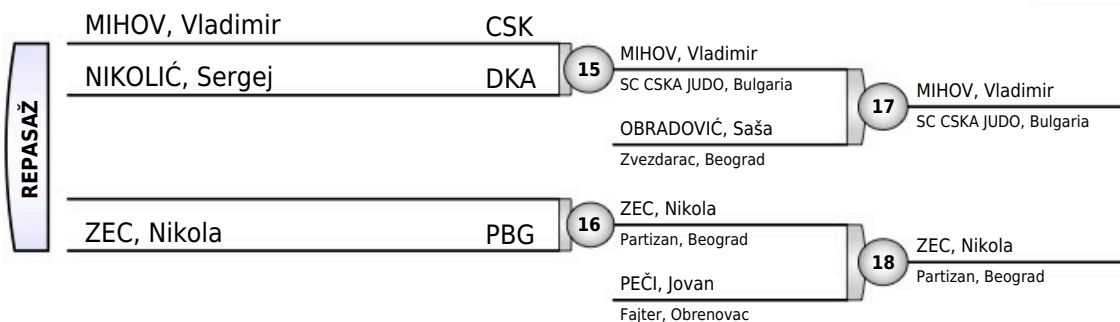 REPASAŽ
MIHOV, Vladimir CSK
NIKOLIĆ, Sergej DKA
15
MIHOV, Vladimir
SC CSKA JUDO, Bulgaria
OBRADOVIĆ, Saša
Zvezdarac, Beograd
17
MIHOV, Vladimir
SC CSKA JUDO, Bulgaria
ZEC, Nikola PBG
16
ZEC, Nikola
Partizan, Beograd
PEČI, Jovan
Fajter, Obrenovac
18
ZEC, Nikola
Partizan, Beograd